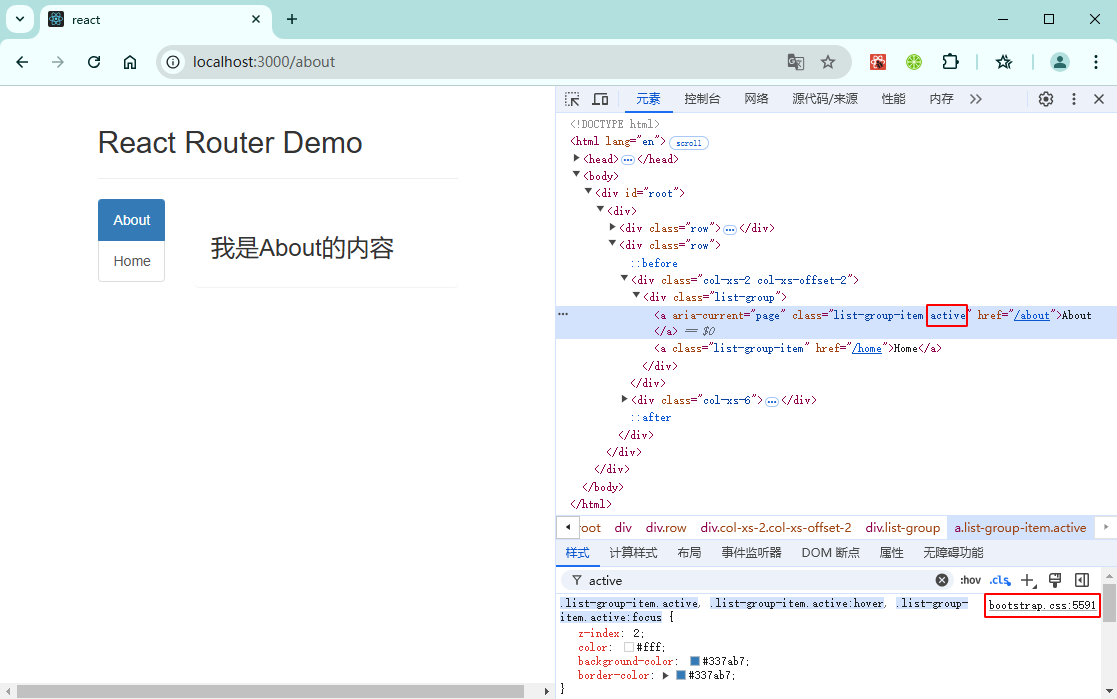 react
localhost:3000/about
React Router Demo
About
Home
我是About的内容
元素 控制台 网络 源代码/来源 性能 内存
<!DOCTYPE html>
<html lang="en"> scroll
<head> … </head>
<body>
<div id="root">
<div>
<div class="row"> … </div>
<div class="row">
::before
<div class="col-xs-2 col-xs-offset-2">
<div class="list-group">
<a aria-current="page" class="list-group-item active" href="/about">About
</a> == $0
<a class="list-group-item" href="/home">Home</a>
</div>
</div>
<div class="col-xs-6"> … </div>
::after
</div>
</div>
</div>
</body>
</html>
root div div.row div.col-xs-2.col-xs-offset-2 div.list-group a.list-group-item.active
样式 计算样式 布局 事件监听器 DOM 断点 属性 无障碍功能
active :hov .cls
.list-group-item.active, .list-group-item.active:hover, .list-group- bootstrap.css:5591
item.active:focus {
z-index: 2;
color: #fff;
background-color: #337ab7;
border-color: #337ab7;
}